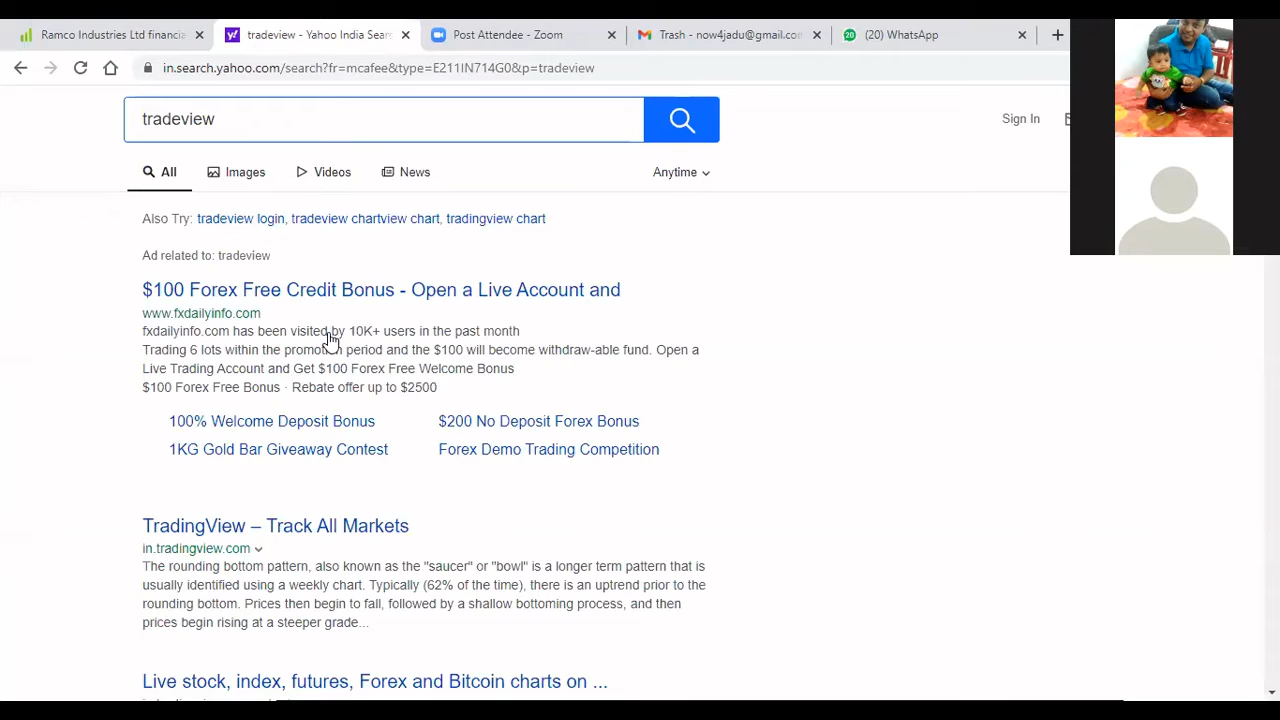 Ramco Industries Ltd financia
tradeview - Yahoo India Sear
Post Attendee - Zoom
Trash - now4jadu@gmail.co
(20) WhatsApp
in.search.yahoo.com/search?fr=mcafee&type=E211IN714G0&p=tradeview
tradeview
Sign In
All
Images
Videos
News
Anytime
Also Try: tradeview login, tradeview chartview chart, tradingview chart
Ad related to: tradeview
$100 Forex Free Credit Bonus - Open a Live Account and
www.fxdailyinfo.com
fxdailyinfo.com has been visited by 10K+ users in the past month
Trading 6 lots within the promotion period and the $100 will become withdraw-able fund. Open a
Live Trading Account and Get $100 Forex Free Welcome Bonus
$100 Forex Free Bonus · Rebate offer up to $2500
100% Welcome Deposit Bonus
$200 No Deposit Forex Bonus
1KG Gold Bar Giveaway Contest
Forex Demo Trading Competition
TradingView – Track All Markets
in.tradingview.com
The rounding bottom pattern, also known as the "saucer" or "bowl" is a longer term pattern that is
usually identified using a weekly chart. Typically (62% of the time), there is an uptrend prior to the
rounding bottom. Prices then begin to fall, followed by a shallow bottoming process, and then
prices begin rising at a steeper grade...
Live stock, index, futures, Forex and Bitcoin charts on ...